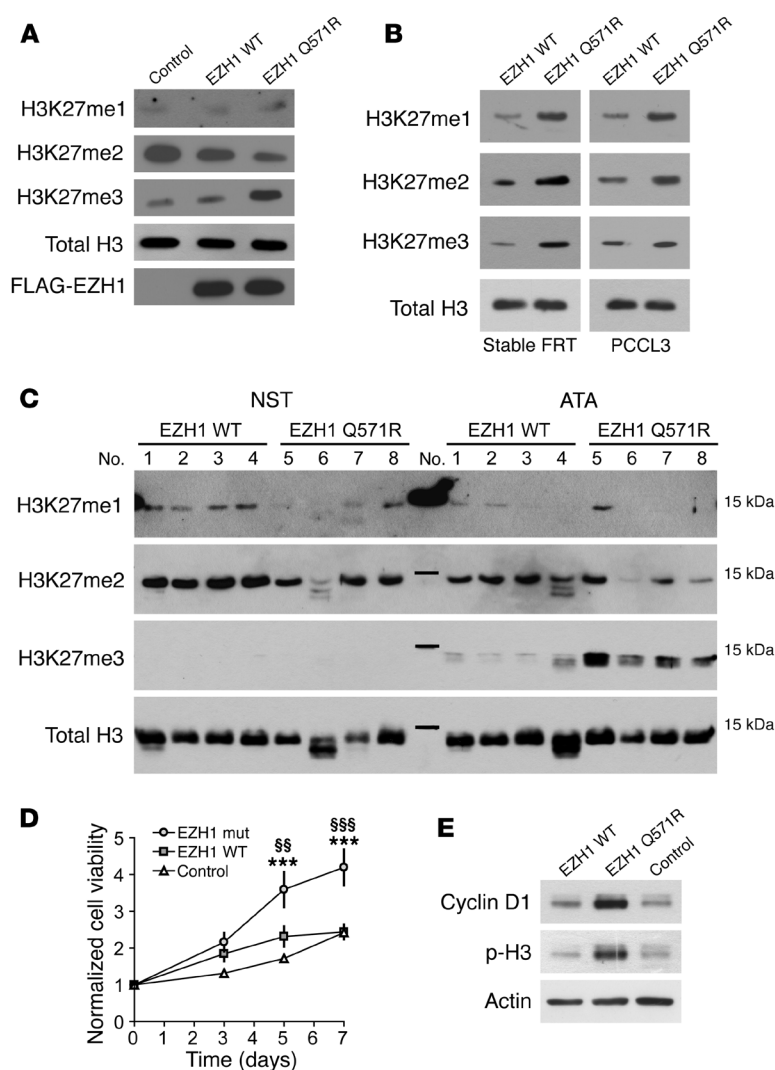 A
Control
EZH1 WT
EZH1 Q571R
H3K27me1
H3K27me2
H3K27me3
Total H3
FLAG-EZH1
B
EZH1 WT
EZH1 Q571R
EZH1 WT
EZH1 Q571R
H3K27me1
H3K27me2
H3K27me3
Total H3
Stable FRT
PCCL3
C
NST
ATA
EZH1 WT
EZH1 Q571R
EZH1 WT
EZH1 Q571R
No. 1 2 3 4 5 6 7 8 No. 1 2 3 4 5 6 7 8
H3K27me1
15 kDa
H3K27me2
15 kDa
H3K27me3
15 kDa
Total H3
15 kDa
D
Normalized cell viability
5
4
3
2
1
0
EZH1 mut
EZH1 WT
Control
§§
***
§§§
***
0 1 2 3 4 5 6 7
Time (days)
E
EZH1 WT
EZH1 Q571R
Control
Cyclin D1
p-H3
Actin